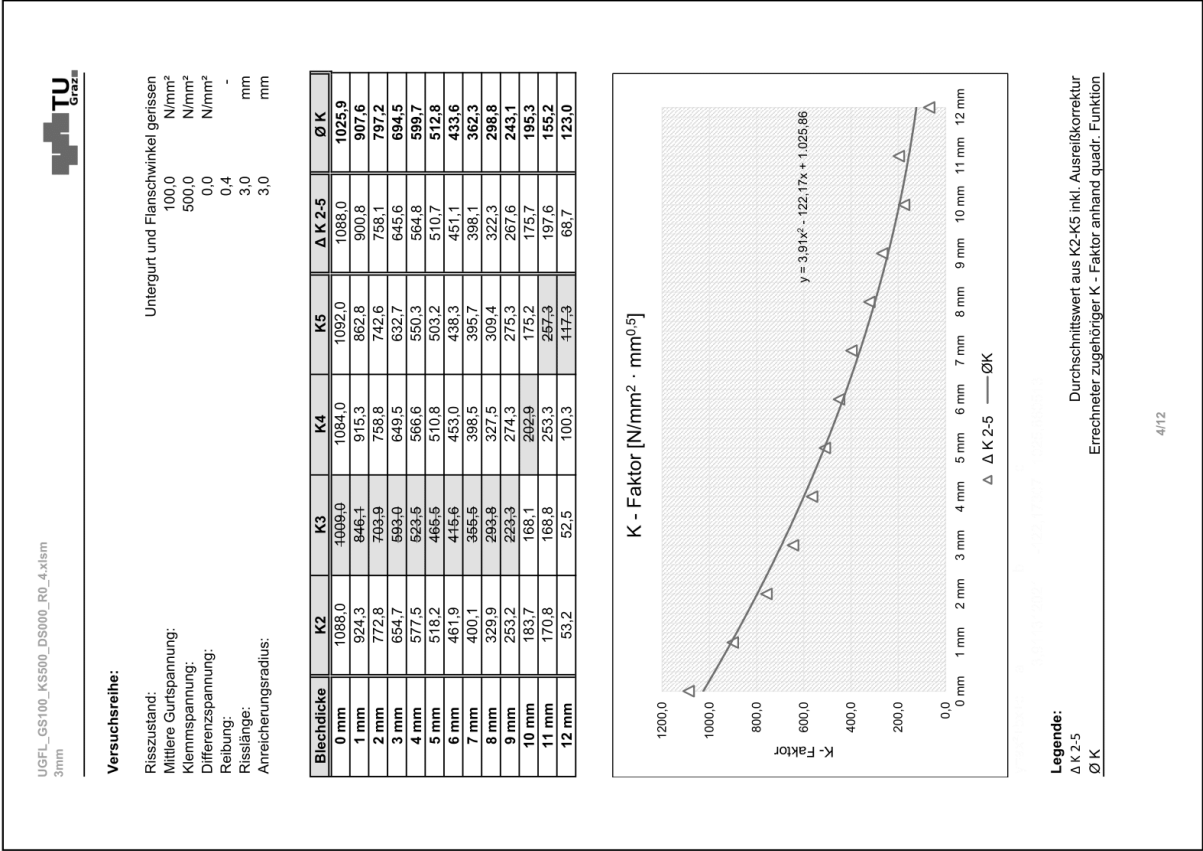 UGFL_GS100_KS500_DS000_R0_4.xlsm
3mm
TU
Graz
Versuchsreihe:
Risszustand: Untergurt und Flanschwinkel gerissen
Mittlere Gurtspannung: 100,0 N/mm²
Klemmspannung: 500,0 N/mm²
Differenzspannung: 0,0 N/mm²
Reibung: 0,4 -
Risslänge: 3,0 mm
Anreicherungsradius: 3,0 mm
Blechdicke K2 K3 K4 K5 Δ K 2-5 Ø K
0 mm 1088,0 1009,0 1084,0 1092,0 1088,0 1025,9
1 mm 924,3 846,1 915,3 862,8 900,8 907,6
2 mm 772,8 703,9 758,8 742,6 758,1 797,2
3 mm 654,7 593,0 649,5 632,7 645,6 694,5
4 mm 577,5 523,5 566,6 550,3 564,8 599,7
5 mm 518,2 465,5 510,8 503,2 510,7 512,8
6 mm 461,9 415,6 453,0 438,3 451,1 433,6
7 mm 400,1 355,5 398,5 395,7 398,1 362,3
8 mm 329,9 293,8 327,5 309,4 322,3 298,8
9 mm 253,2 223,3 274,3 275,3 267,6 243,1
10 mm 183,7 168,1 202,9 175,2 175,7 195,3
11 mm 170,8 168,8 253,3 257,3 197,6 155,2
12 mm 53,2 52,5 100,3 117,3 68,7 123,0
K - Faktor [N/mm² · mm⁰·⁵]
K- Faktor
1200,0
1000,0
800,0
600,0
400,0
200,0
0,0
y = 3,91x² - 122,17x + 1.025,86
0 mm 1 mm 2 mm 3 mm 4 mm 5 mm 6 mm 7 mm 8 mm 9 mm 10 mm 11 mm 12 mm
Δ K 2-5 ØK
Legende:
Δ K 2-5 Durchschnittswert aus K2-K5 inkl. Ausreißkorrektur
Ø K Errechneter zugehöriger K - Faktor anhand quadr. Funktion
4/12